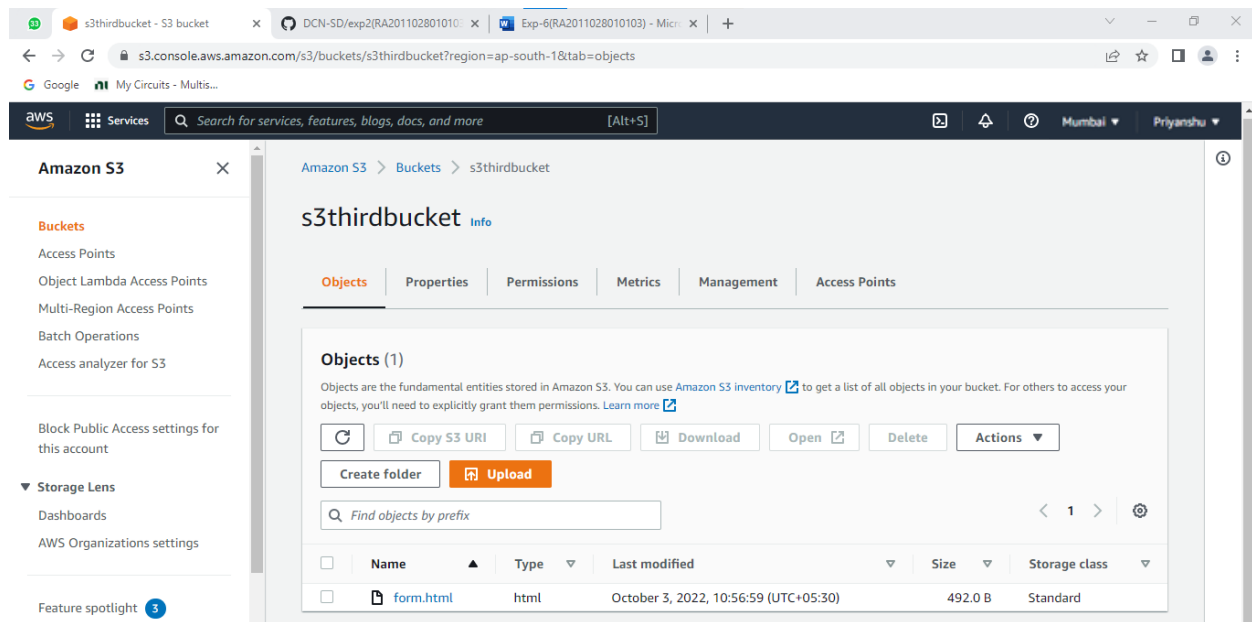 33
s3thirdbucket - S3 bucket
DCN-SD/exp2(RA2011028010103
Exp-6(RA2011028010103) - Micro
s3.console.aws.amazon.com/s3/buckets/s3thirdbucket?region=ap-south-1&tab=objects
Google
My Circuits - Multis...
aws
Services
Search for services, features, blogs, docs, and more
[Alt+S]
Mumbai
Priyanshu
Amazon S3
Buckets
Access Points
Object Lambda Access Points
Multi-Region Access Points
Batch Operations
Access analyzer for S3
Block Public Access settings for
this account
Storage Lens
Dashboards
AWS Organizations settings
Feature spotlight 3
Amazon S3 > Buckets > s3thirdbucket
s3thirdbucket Info
Objects
Properties
Permissions
Metrics
Management
Access Points
Objects (1)
Objects are the fundamental entities stored in Amazon S3. You can use Amazon S3 inventory to get a list of all objects in your bucket. For others to access your
objects, you'll need to explicitly grant them permissions. Learn more
Copy S3 URI
Copy URL
Download
Open
Delete
Actions
Create folder
Upload
Find objects by prefix
1
Name
Type
Last modified
Size
Storage class
form.html
html
October 3, 2022, 10:56:59 (UTC+05:30)
492.0 B
Standard